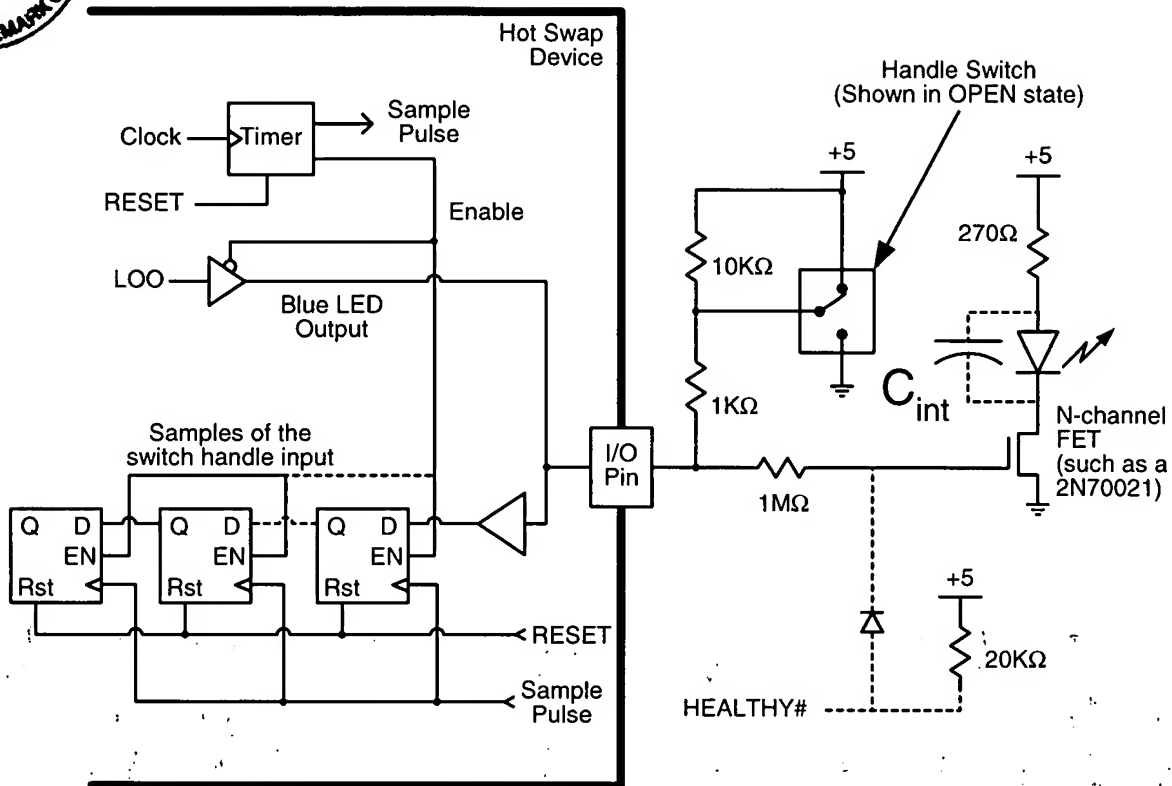 Hot Swap
Device
Handle Switch
(Shown in OPEN state)
Clock
Timer
Sample
Pulse
RESET
Enable
LOO
Blue LED
Output
+5
+5
10KΩ
270Ω
1KΩ
C int
N-channel
FET
(such as a
2N70021)
Samples of the
switch handle input
I/O
Pin
1MΩ
Q D
EN
Rst
Q D
EN
Rst
Q D
EN
Rst
RESET
Sample
Pulse
+5
20KΩ
HEALTHY#